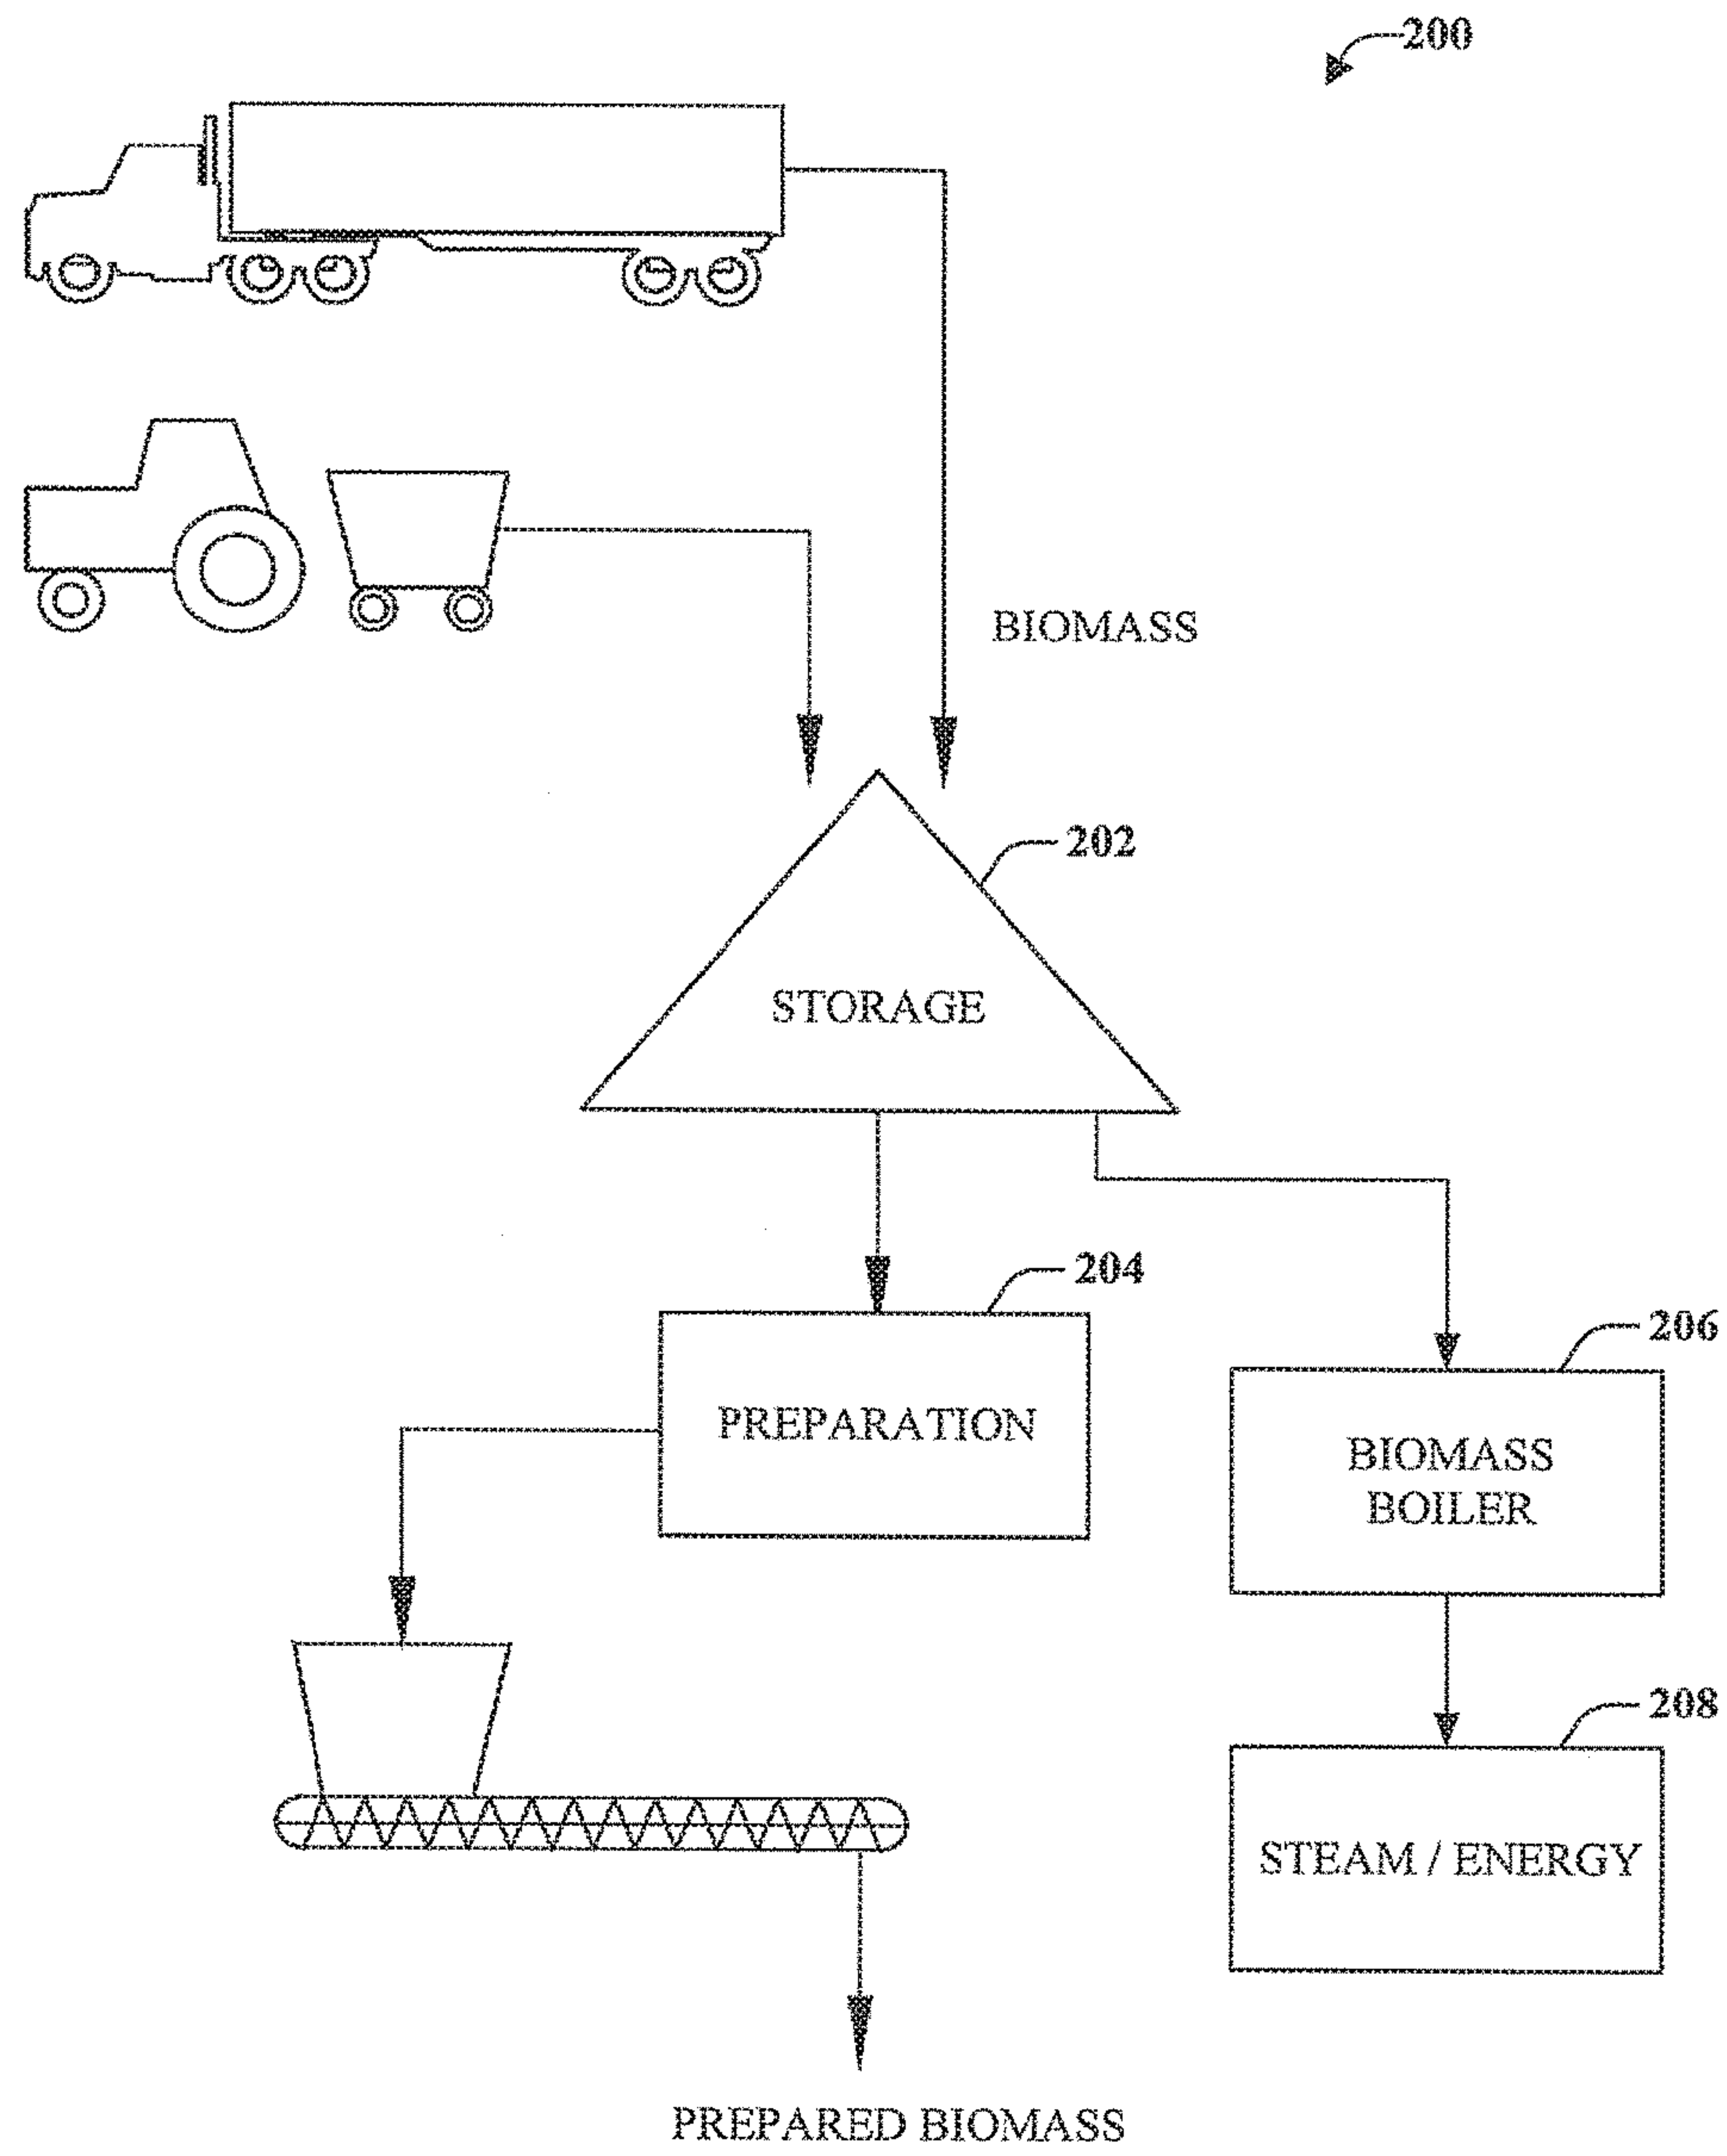 200
BIOMASS
202
STORAGE
204
206
PREPARATION
BIOMASS
BOILER
208
STEAM / ENERGY
PREPARED BIOMASS